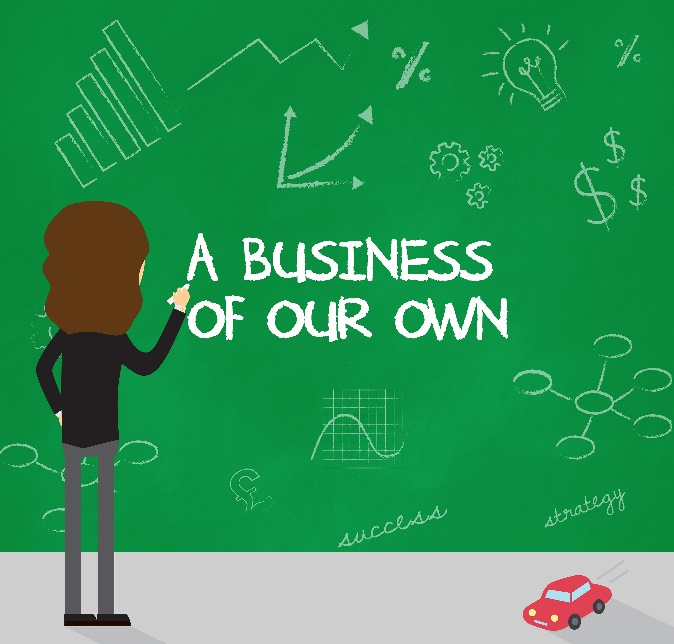 %
%
$
$
$
A BUSINESS
OF OUR OWN
£
success
strategy